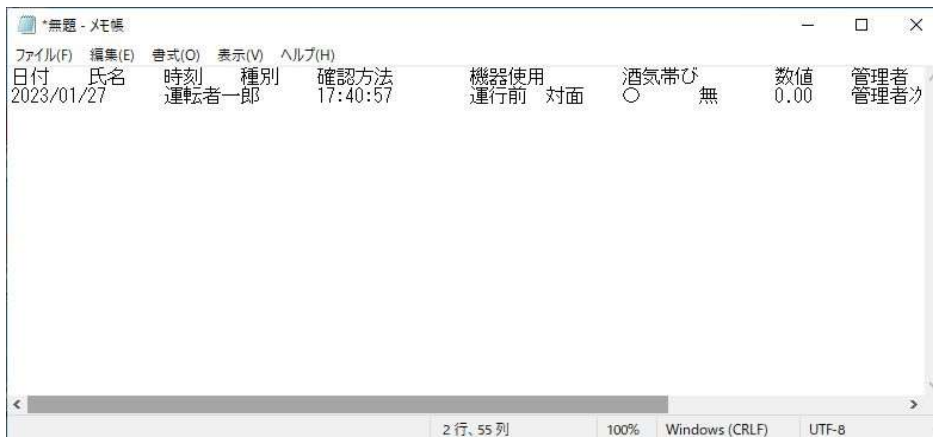 *無題 - メモ帳
ファイル(F) 編集(E) 書式(O) 表示(V) ヘルプ(H)
日付 氏名 時刻 種別 確認方法 機器使用 酒気帯び 数値 管理者
2023/01/27 運転者一郎 17:40:57 運行前 対面 ○ 無 0.00 管理者
2 行、55 列 100% Windows (CRLF) UTF-8